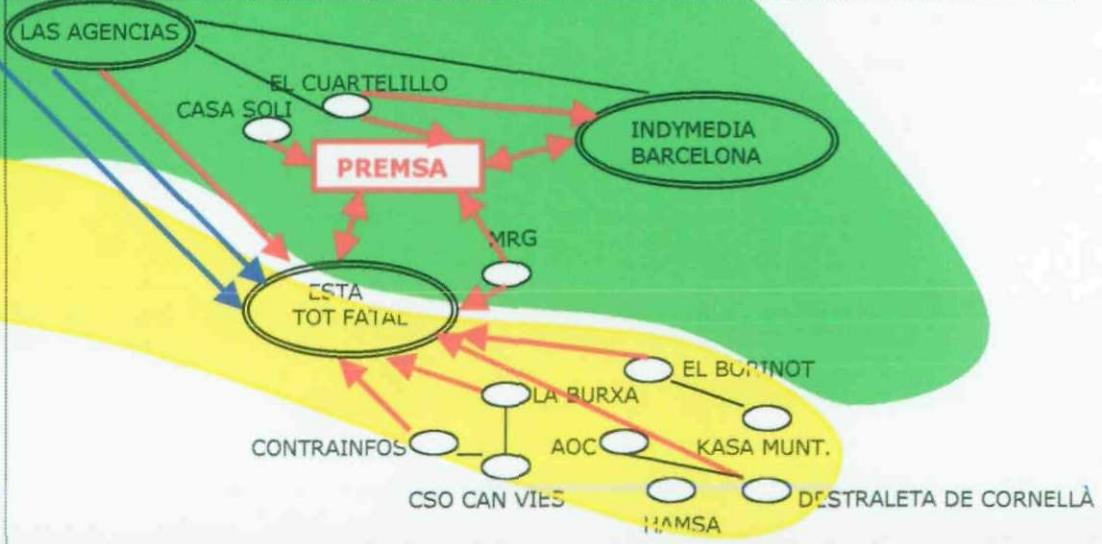 LAS AGENCIAS
EL CUARTELILLO
CASA SOLI
INDYMEDIA
BARCELONA
PREMSA
MRG
ESTA
TOT FATAL
EL BORINOT
LA BURXA
CONTRAINFOS
AOC
KASA MUNT.
CSO CAN VIES
DESTRALETA DE CORNELLÀ
HAMSA